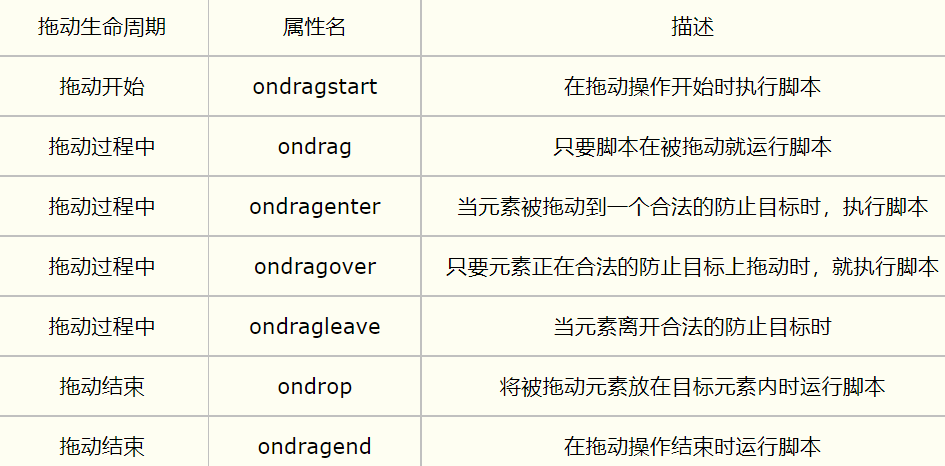 拖动生命周期 属性名 描述
拖动开始 ondragstart 在拖动操作开始时执行脚本
拖动过程中 ondrag 只要脚本在被拖动就运行脚本
拖动过程中 ondragenter 当元素被拖动到一个合法的防止目标时，执行脚本
拖动过程中 ondragover 只要元素正在合法的防止目标上拖动时，就执行脚本
拖动过程中 ondragleave 当元素离开合法的防止目标时
拖动结束 ondrop 将被拖动元素放在目标元素内时运行脚本
拖动结束 ondragend 在拖动操作结束时运行脚本